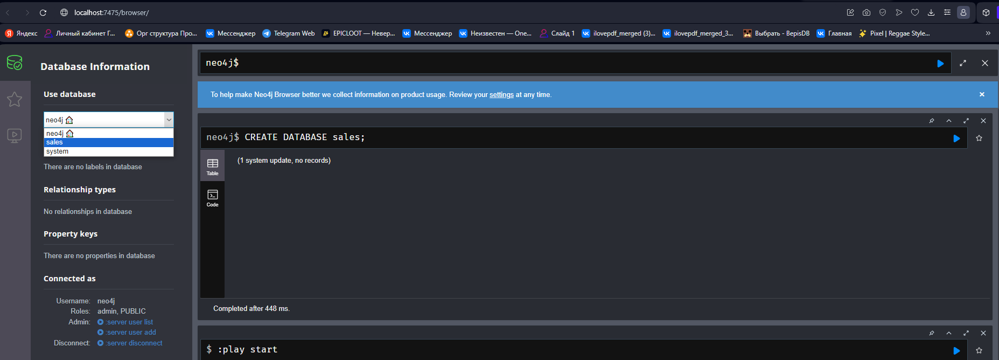 localhost:7475/browser/
Яндекс Личный кабинет Г... Орг структура Про... Мессенджер Telegram Web EPICLOOT — Невер... Мессенджер Неизвестен — One... Слайд 1 ilovepdf_merged (3)... ilovepdf_merged_3... Выбрать - BepisDB Главная Pixel | Reggae Style... »
Database Information
Use database
neo4j
neo4j
sales
system
There are no labels in database
Relationship types
No relationships in database
Property keys
There are no properties in database
Connected as
Username: neo4j
Roles: admin, PUBLIC
Admin: :server user list
:server user add
Disconnect: :server disconnect
neo4j$
To help make Neo4j Browser better we collect information on product usage. Review your settings at any time.
neo4j$ CREATE DATABASE sales;
Table
(1 system update, no records)
Code
Completed after 448 ms.
$ :play start